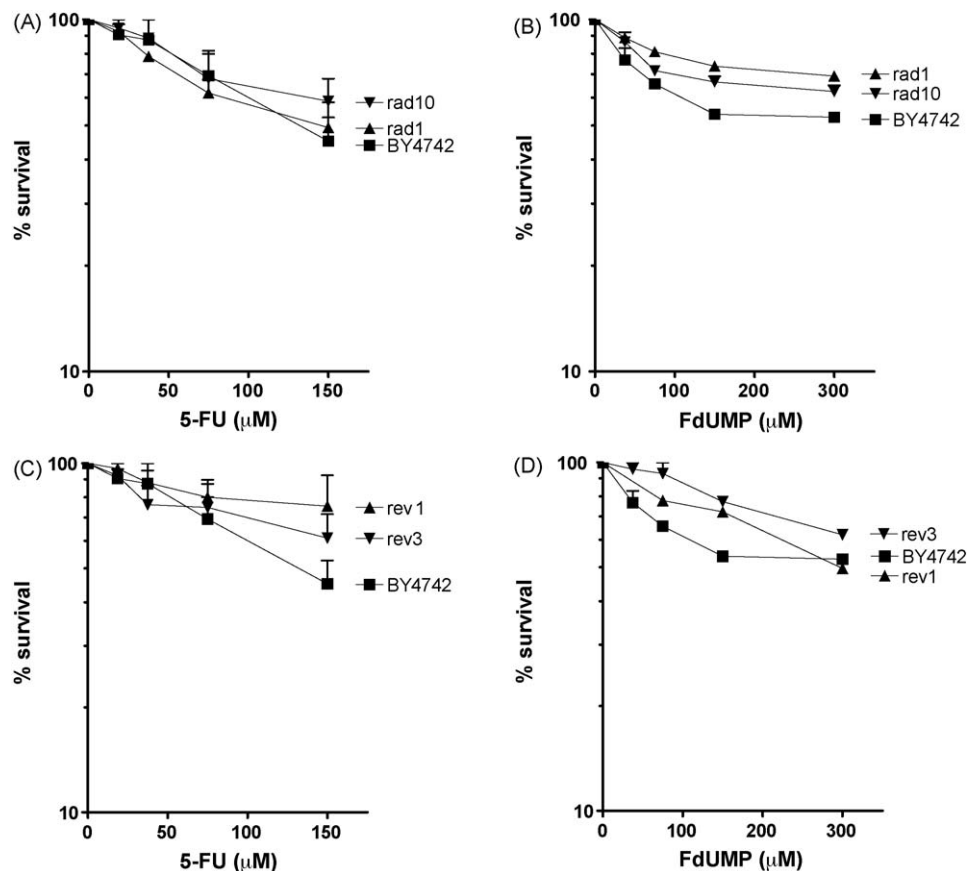 (A)
100
10
% survival
0 50 100 150
5-FU (μM)
rad10
rad1
BY4742
(B)
100
10
% survival
0 100 200 300
FdUMP (μM)
rad1
rad10
BY4742
(C)
100
10
% survival
0 50 100 150
5-FU (μM)
rev 1
rev3
BY4742
(D)
100
10
% survival
0 100 200 300
FdUMP (μM)
rev3
BY4742
rev1